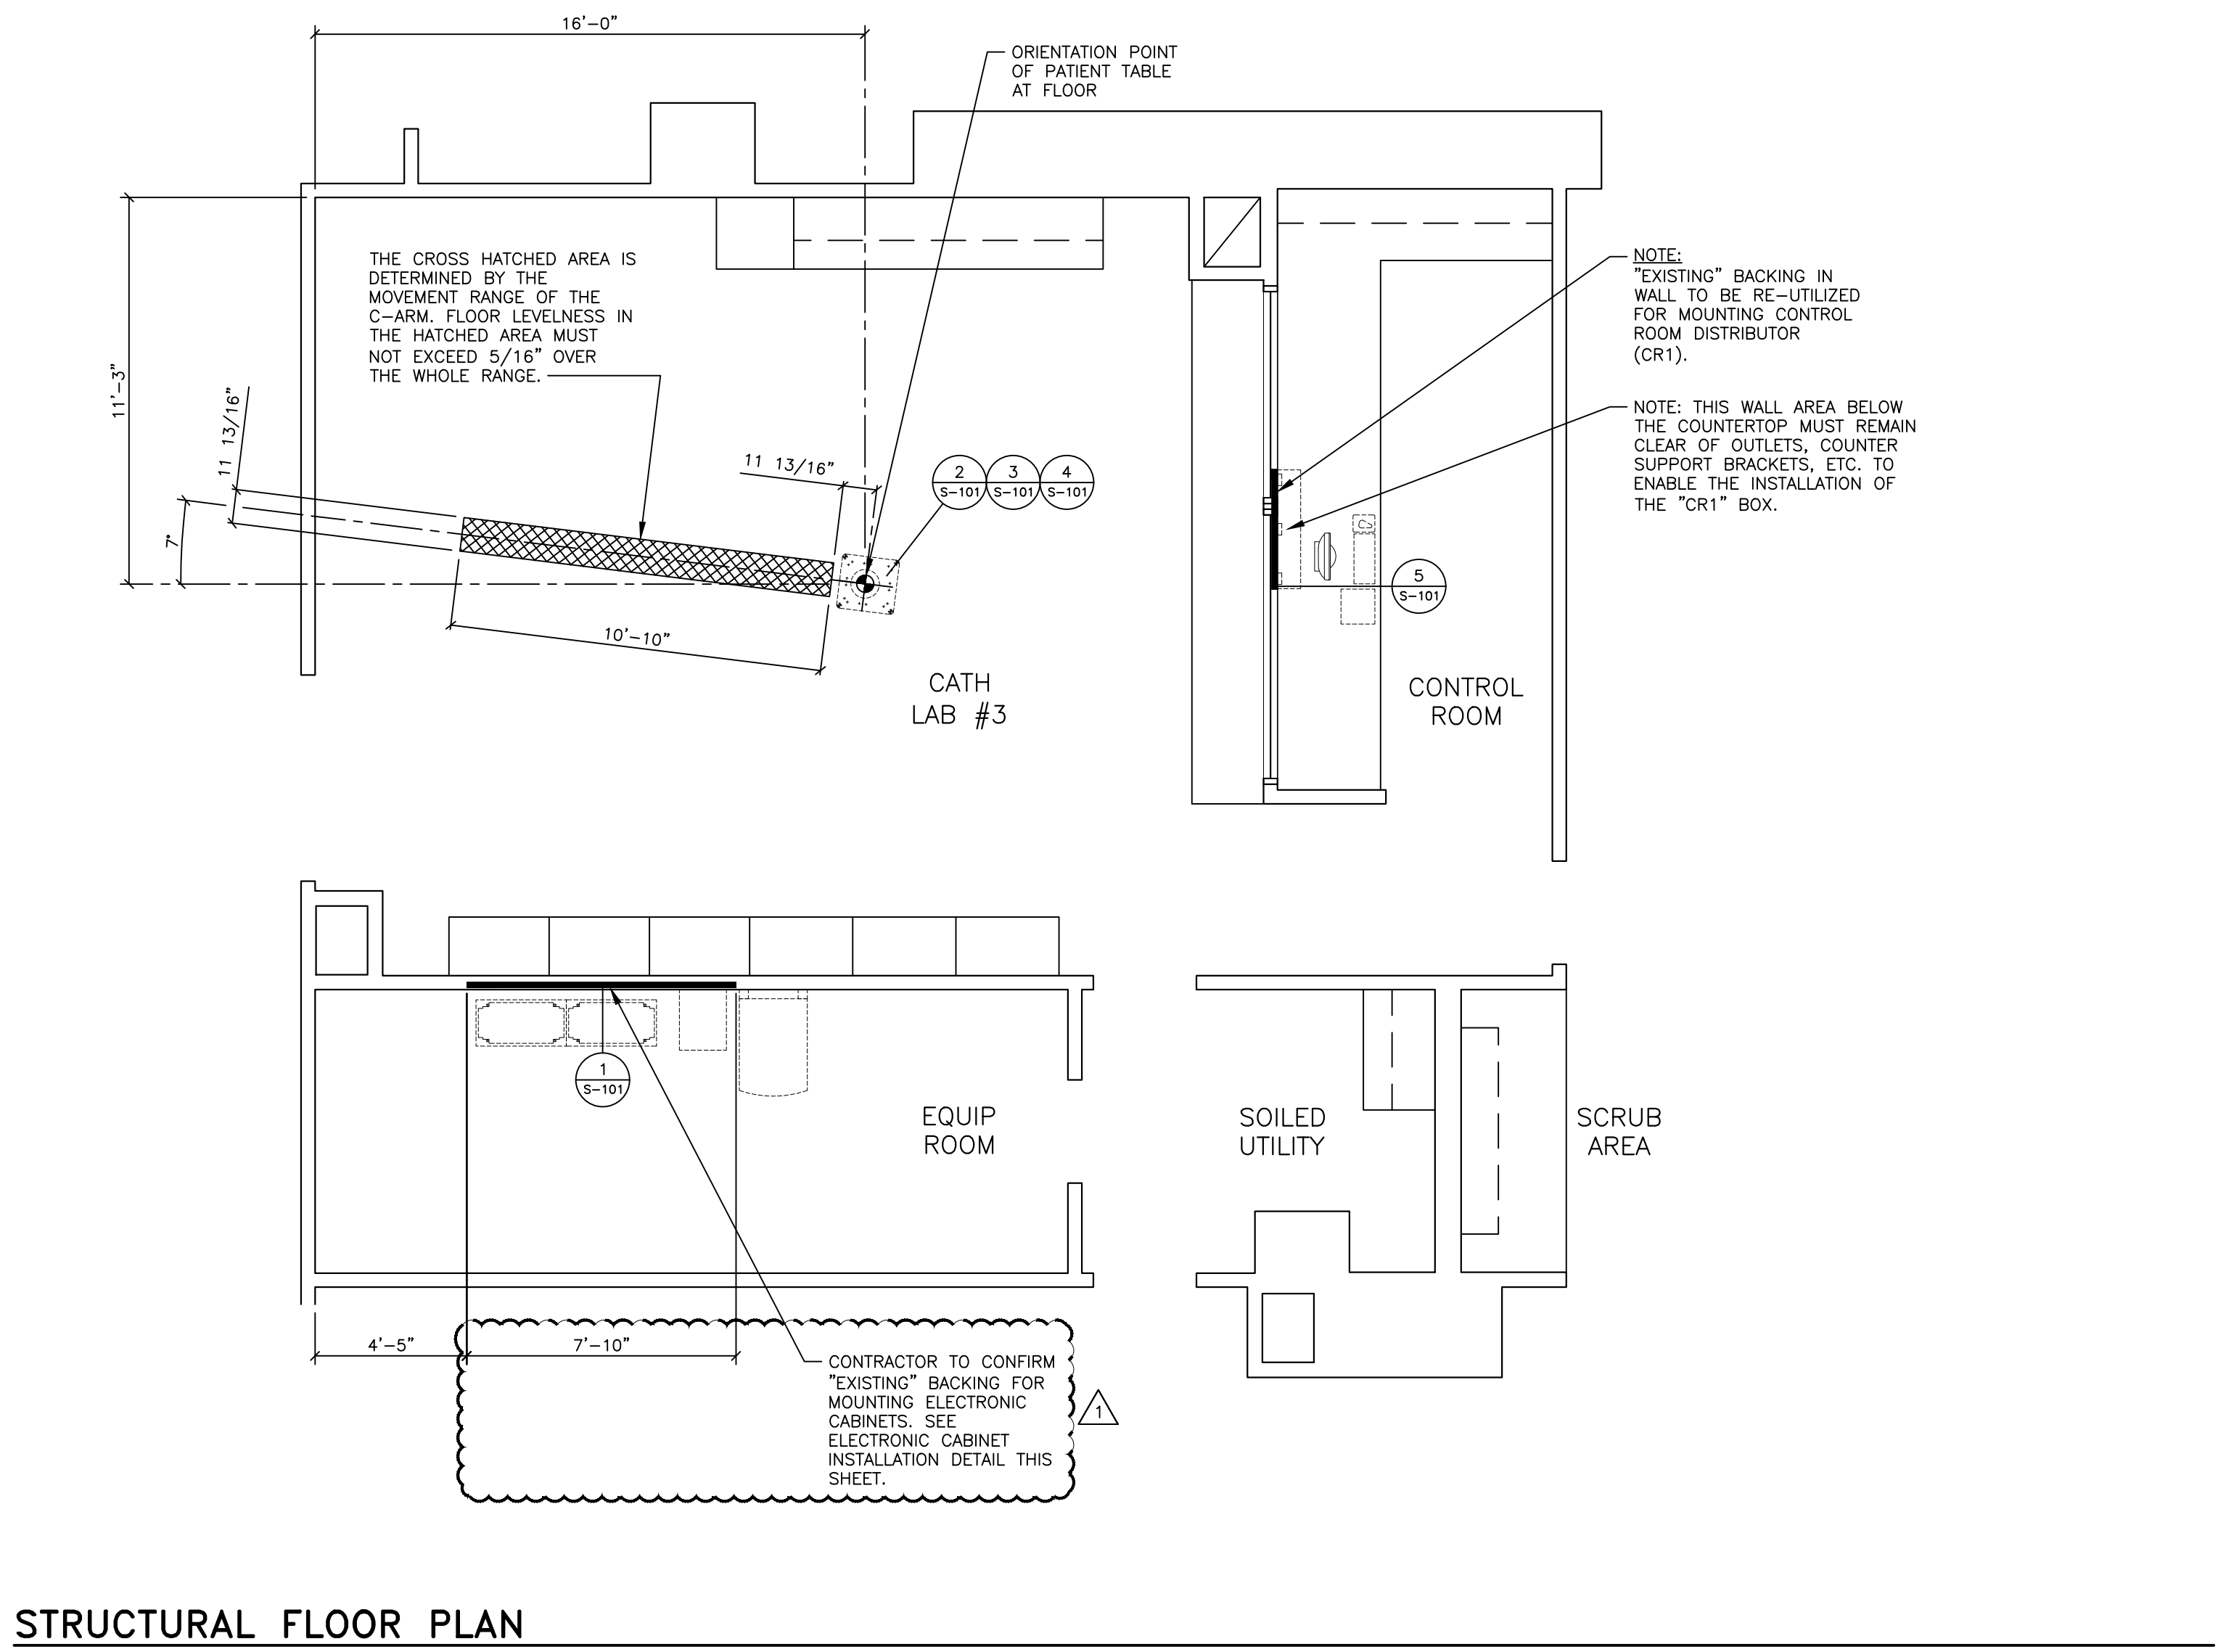 16'-0"
ORIENTATION POINT
OF PATIENT TABLE
AT FLOOR
THE CROSS HATCHED AREA IS
DETERMINED BY THE
MOVEMENT RANGE OF THE
C-ARM. FLOOR LEVELNESS IN
THE HATCHED AREA MUST
NOT EXCEED 5/16" OVER
THE WHOLE RANGE.
NOTE:
"EXISTING" BACKING IN
WALL TO BE RE-UTILIZED
FOR MOUNTING CONTROL
ROOM DISTRIBUTOR
(CR1).
11'-3"
11 13/16"
7°
11 13/16"
2
S-101
3
S-101
4
S-101
NOTE: THIS WALL AREA BELOW
THE COUNTERTOP MUST REMAIN
CLEAR OF OUTLETS, COUNTER
SUPPORT BRACKETS, ETC. TO
ENABLE THE INSTALLATION OF
THE "CR1" BOX.
5
S-101
10'-10"
CATH
LAB #3
CONTROL
ROOM
1
S-101
EQUIP
ROOM
SOILED
UTILITY
SCRUB
AREA
4'-5"
7'-10"
CONTRACTOR TO CONFIRM
"EXISTING" BACKING FOR
MOUNTING ELECTRONIC
CABINETS. SEE
ELECTRONIC CABINET
INSTALLATION DETAIL THIS
SHEET.
1
STRUCTURAL FLOOR PLAN